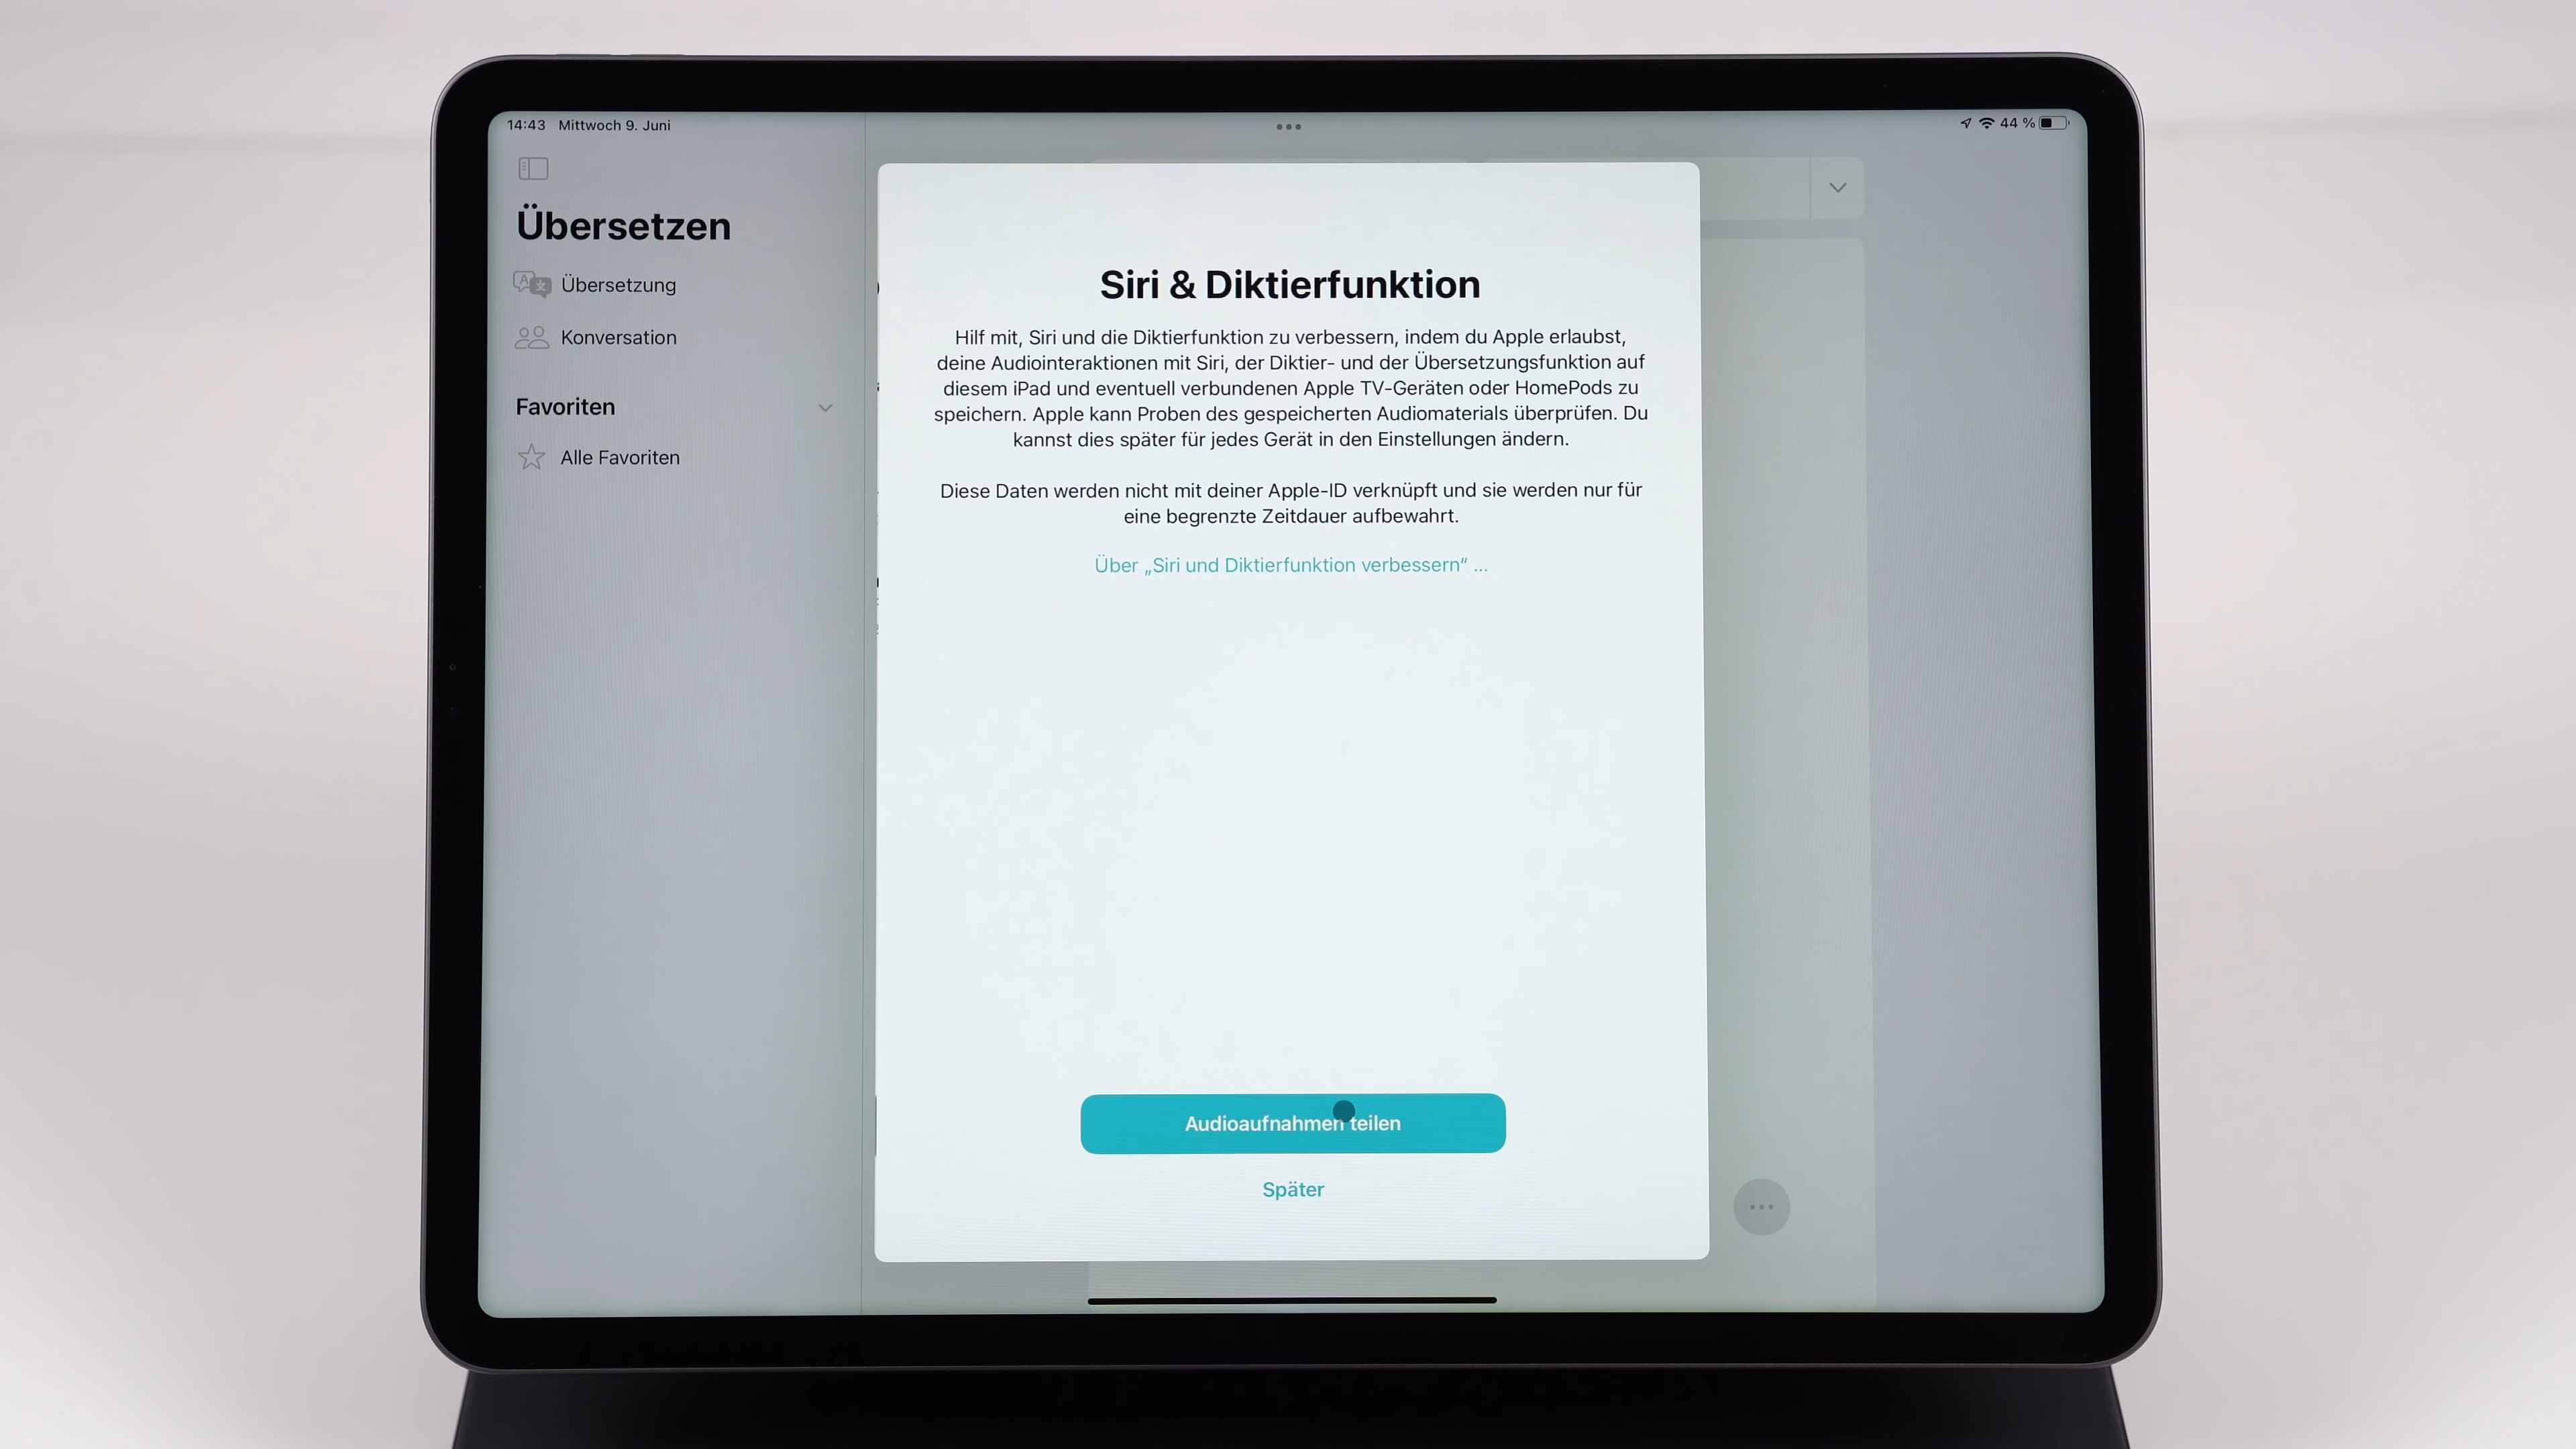 14:43 Mittwoch 9. Juni
44 %
Übersetzen
Übersetzung
Konversation
Favoriten
Alle Favoriten
Siri & Diktierfunktion
Hilf mit, Siri und die Diktierfunktion zu verbessern, indem du Apple erlaubst,
deine Audiointeraktionen mit Siri, der Diktier- und der Übersetzungsfunktion auf
diesem iPad und eventuell verbundenen Apple TV-Geräten oder HomePods zu
speichern. Apple kann Proben des gespeicherten Audiomaterials überprüfen. Du
kannst dies später für jedes Gerät in den Einstellungen ändern.
Diese Daten werden nicht mit deiner Apple-ID verknüpft und sie werden nur für
eine begrenzte Zeitdauer aufbewahrt.
Über „Siri und Diktierfunktion verbessern“ ...
Audioaufnahmen teilen
Später